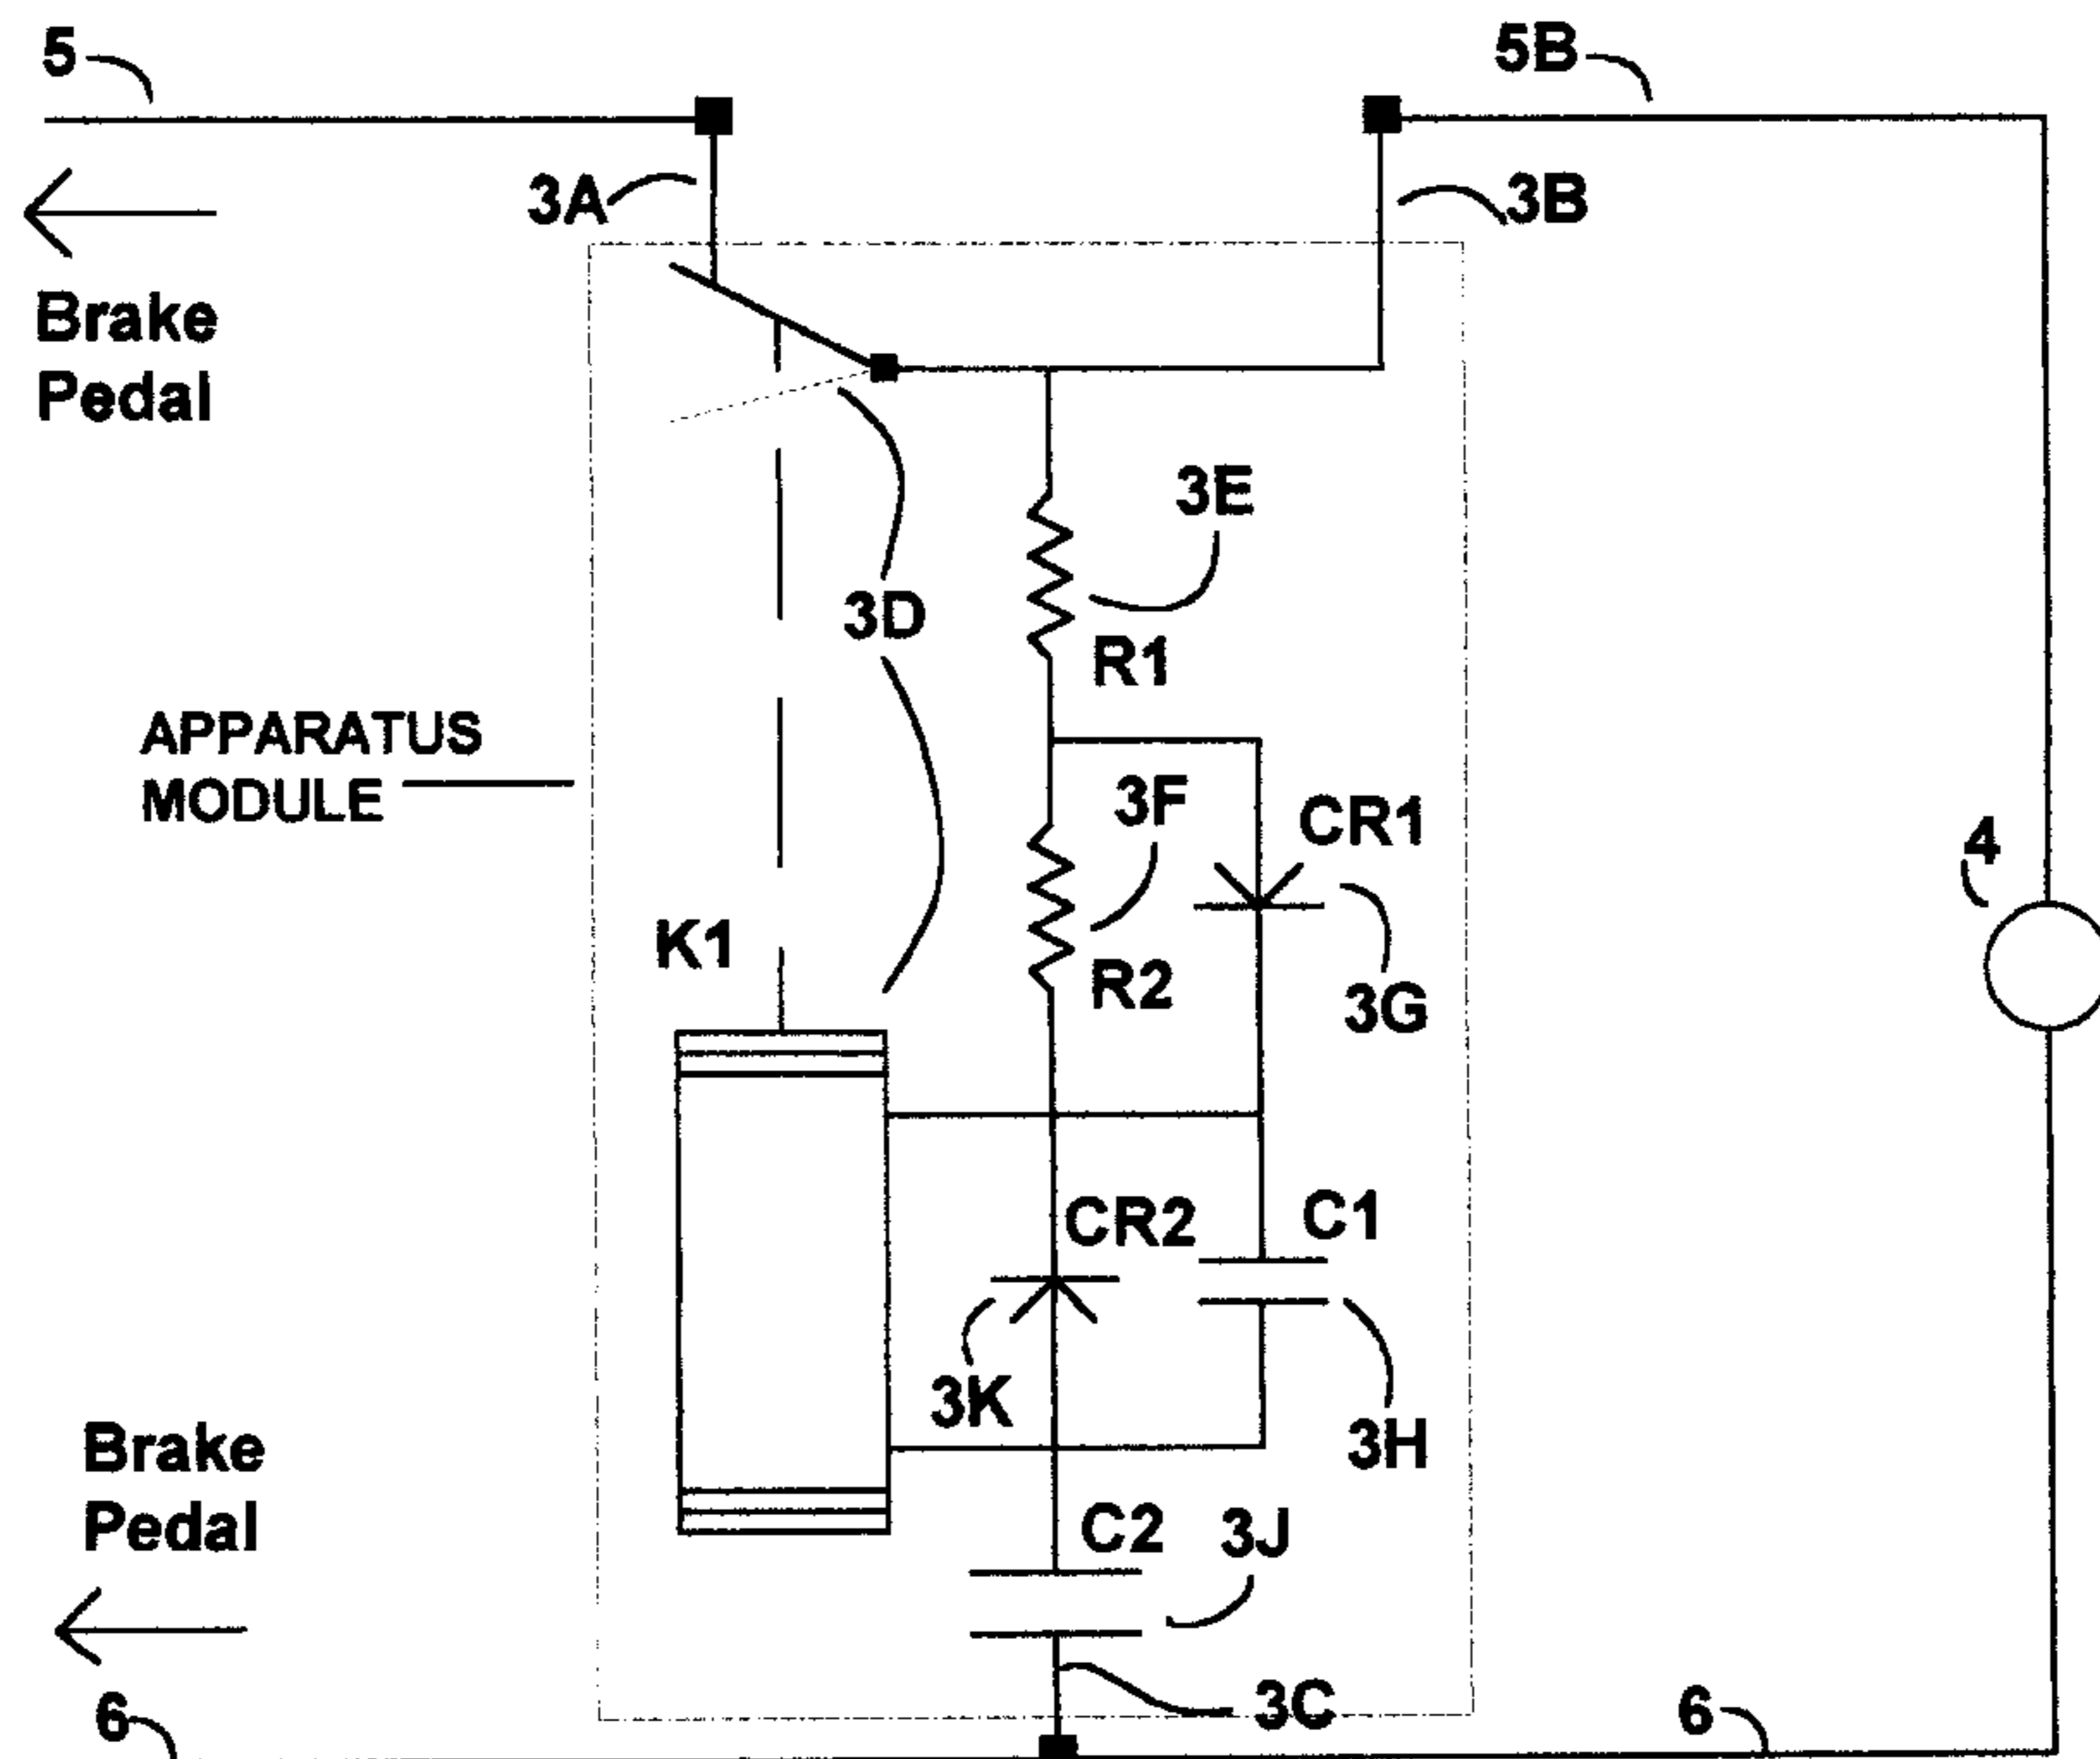 5
5B
3A
3B
Brake
Pedal
3E
3D
R1
APPARATUS
MODULE
3F
CR1
4
K1
R2
3G
CR2
C1
3K
3H
Brake
Pedal
C2
3J
3C
6
6